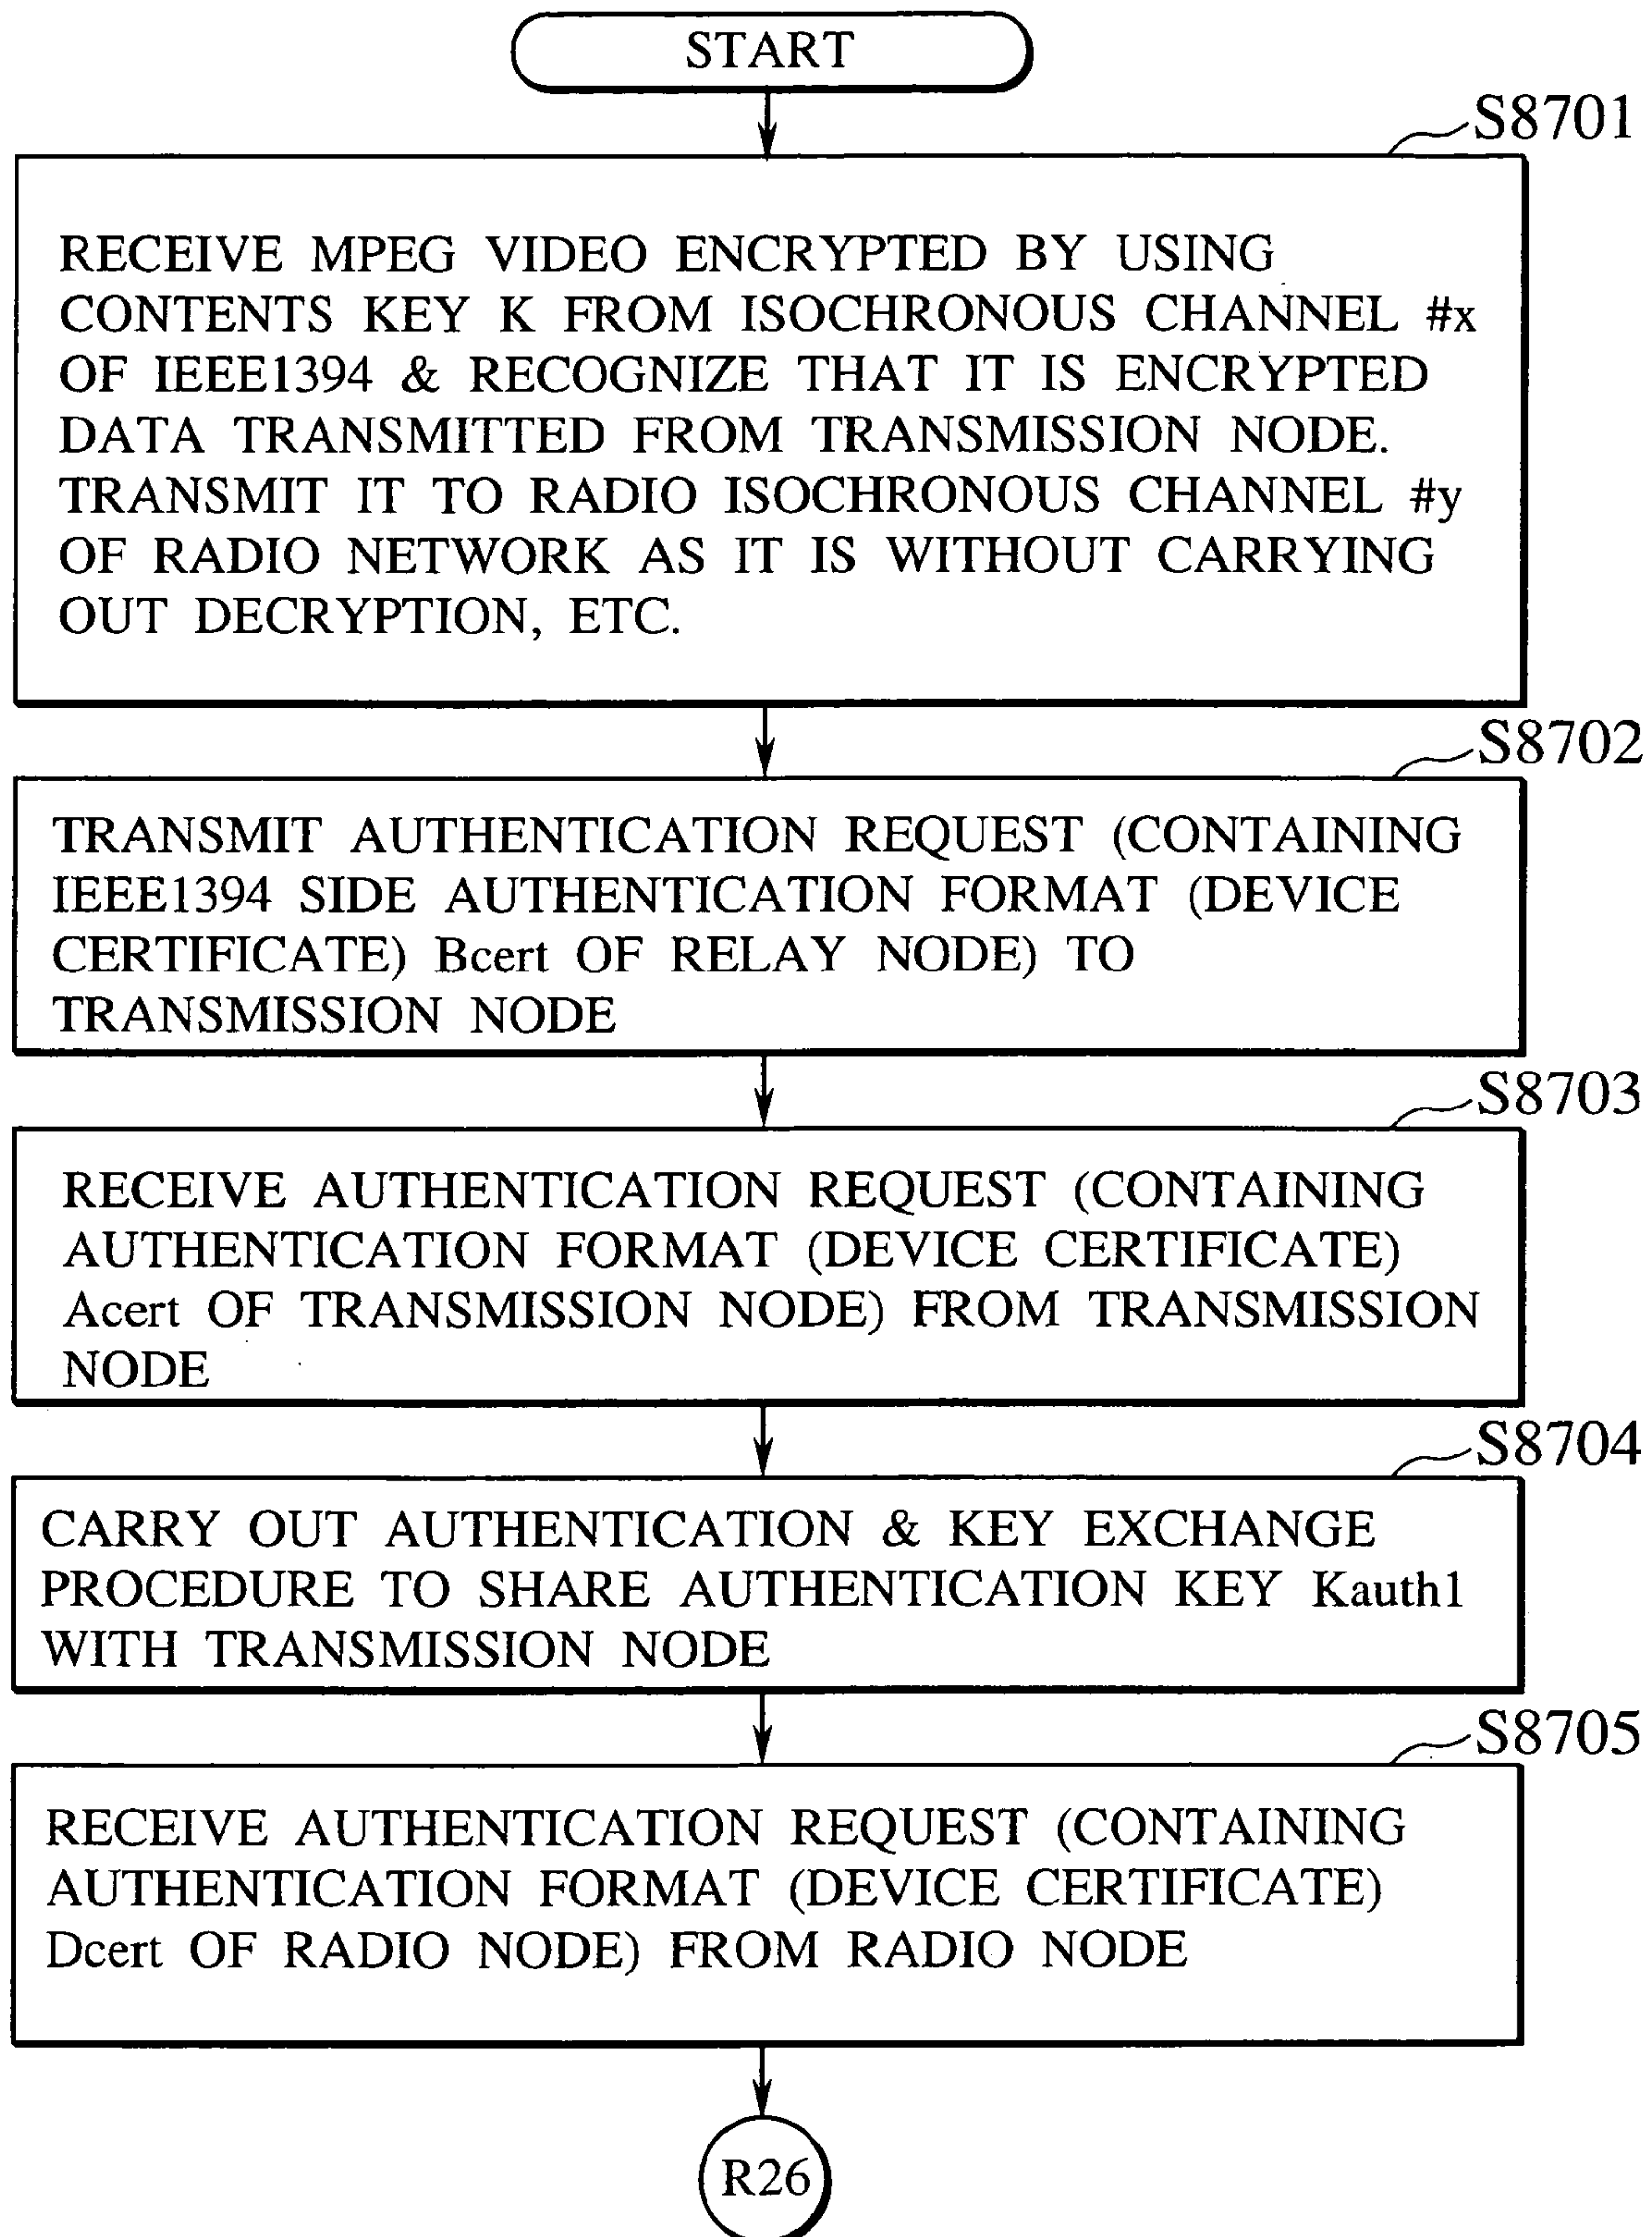 START
S8701
RECEIVE MPEG VIDEO ENCRYPTED BY USING
CONTENTS KEY K FROM ISOCHRONOUS CHANNEL #x
OF IEEE1394 & RECOGNIZE THAT IT IS ENCRYPTED
DATA TRANSMITTED FROM TRANSMISSION NODE.
TRANSMIT IT TO RADIO ISOCHRONOUS CHANNEL #y
OF RADIO NETWORK AS IT IS WITHOUT CARRYING
OUT DECRYPTION, ETC.
S8702
TRANSMIT AUTHENTICATION REQUEST (CONTAINING
IEEE1394 SIDE AUTHENTICATION FORMAT (DEVICE
CERTIFICATE) Bcert OF RELAY NODE) TO
TRANSMISSION NODE
S8703
RECEIVE AUTHENTICATION REQUEST (CONTAINING
AUTHENTICATION FORMAT (DEVICE CERTIFICATE)
Acert OF TRANSMISSION NODE) FROM TRANSMISSION
NODE
S8704
CARRY OUT AUTHENTICATION & KEY EXCHANGE
PROCEDURE TO SHARE AUTHENTICATION KEY Kauth1
WITH TRANSMISSION NODE
S8705
RECEIVE AUTHENTICATION REQUEST (CONTAINING
AUTHENTICATION FORMAT (DEVICE CERTIFICATE)
Dcert OF RADIO NODE) FROM RADIO NODE
R26